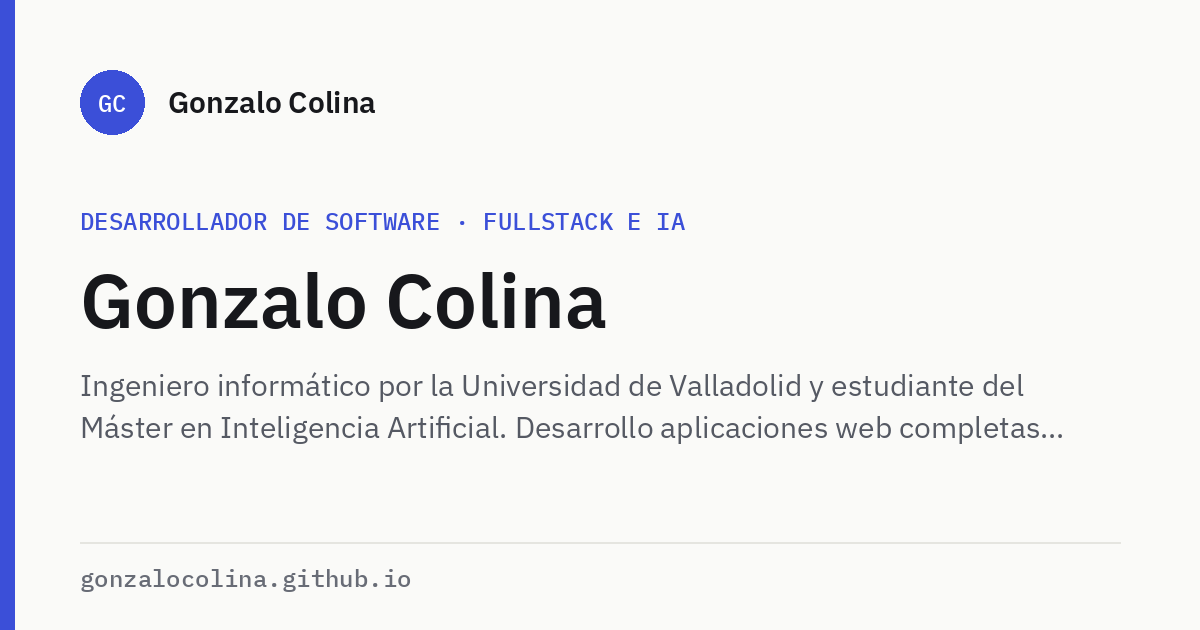 GC
Gonzalo Colina
DESARROLLADOR DE SOFTWARE · FULLSTACK E IA
Gonzalo Colina
Ingeniero informático por la Universidad de Valladolid y estudiante del
Máster en Inteligencia Artificial. Desarrollo aplicaciones web completas…
gonzalocolina.github.io